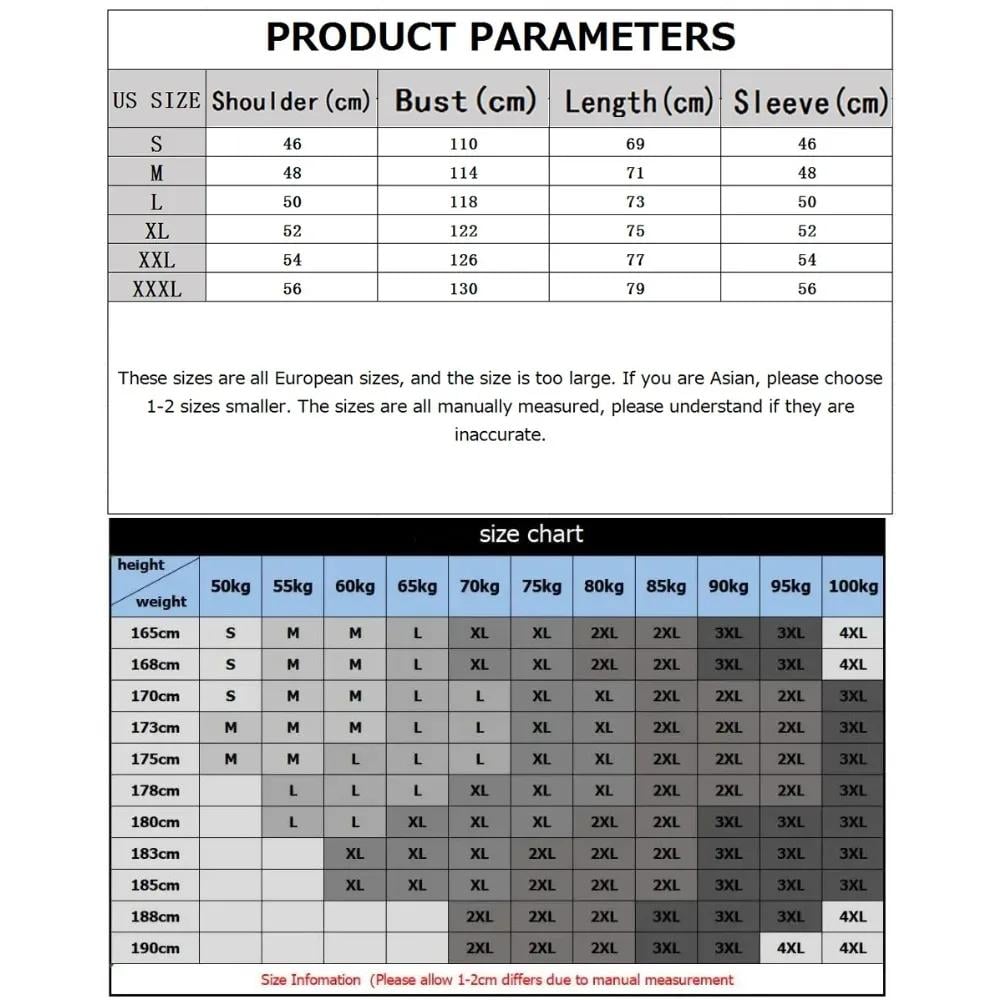 PRODUCT PARAMETERS
US SIZE Shoulder(cm) Bust(cm) Length(cm) Sleeve(cm)
S 46 110 69 46
M 48 114 71 48
L 50 118 73 50
XL 52 122 75 52
XXL 54 126 77 54
XXXL 56 130 79 56
These sizes are all European sizes, and the size is too large. If you are Asian, please choose
1-2 sizes smaller. The sizes are all manually measured, please understand if they are
inaccurate.
size chart
height
weight 50kg 55kg 60kg 65kg 70kg 75kg 80kg 85kg 90kg 95kg 100kg
165cm S M M L XL XL 2XL 2XL 3XL 3XL 4XL
168cm S M M L XL XL 2XL 2XL 3XL 3XL 4XL
170cm S M M L L XL XL 2XL 2XL 2XL 3XL
173cm M M M L L XL XL 2XL 2XL 2XL 3XL
175cm M M L L L XL XL 2XL 2XL 2XL 3XL
178cm L L L XL XL XL 2XL 2XL 2XL 3XL
180cm L L XL XL XL 2XL 2XL 3XL 3XL 3XL
183cm XL XL XL 2XL 2XL 2XL 3XL 3XL 3XL
185cm XL XL XL 2XL 2XL 2XL 3XL 3XL 3XL
188cm 2XL 2XL 2XL 3XL 3XL 3XL 4XL
190cm 2XL 2XL 2XL 3XL 3XL 4XL 4XL
Size Infomation (Please allow 1-2cm differs due to manual measurement